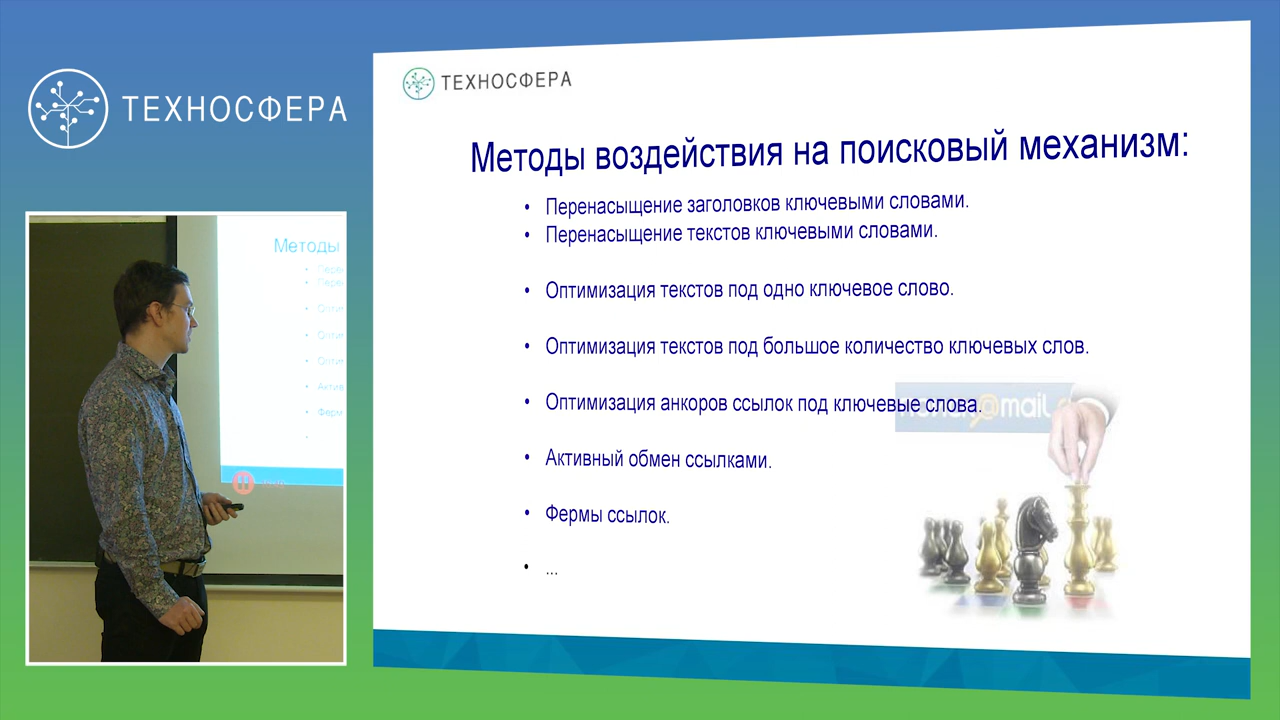 ТЕХНОСФЕРА
ТЕХНОСФЕРА
Методы воздействия на поисковый механизм:
• Перенасыщение заголовков ключевыми словами.
• Перенасыщение текстов ключевыми словами.
• Оптимизация текстов под одно ключевое слово.
• Оптимизация текстов под большое количество ключевых слов.
• Оптимизация анкоров ссылок под ключевые слова.
@mail
• Активный обмен ссылками.
• Фермы ссылок.
• ...
Методы